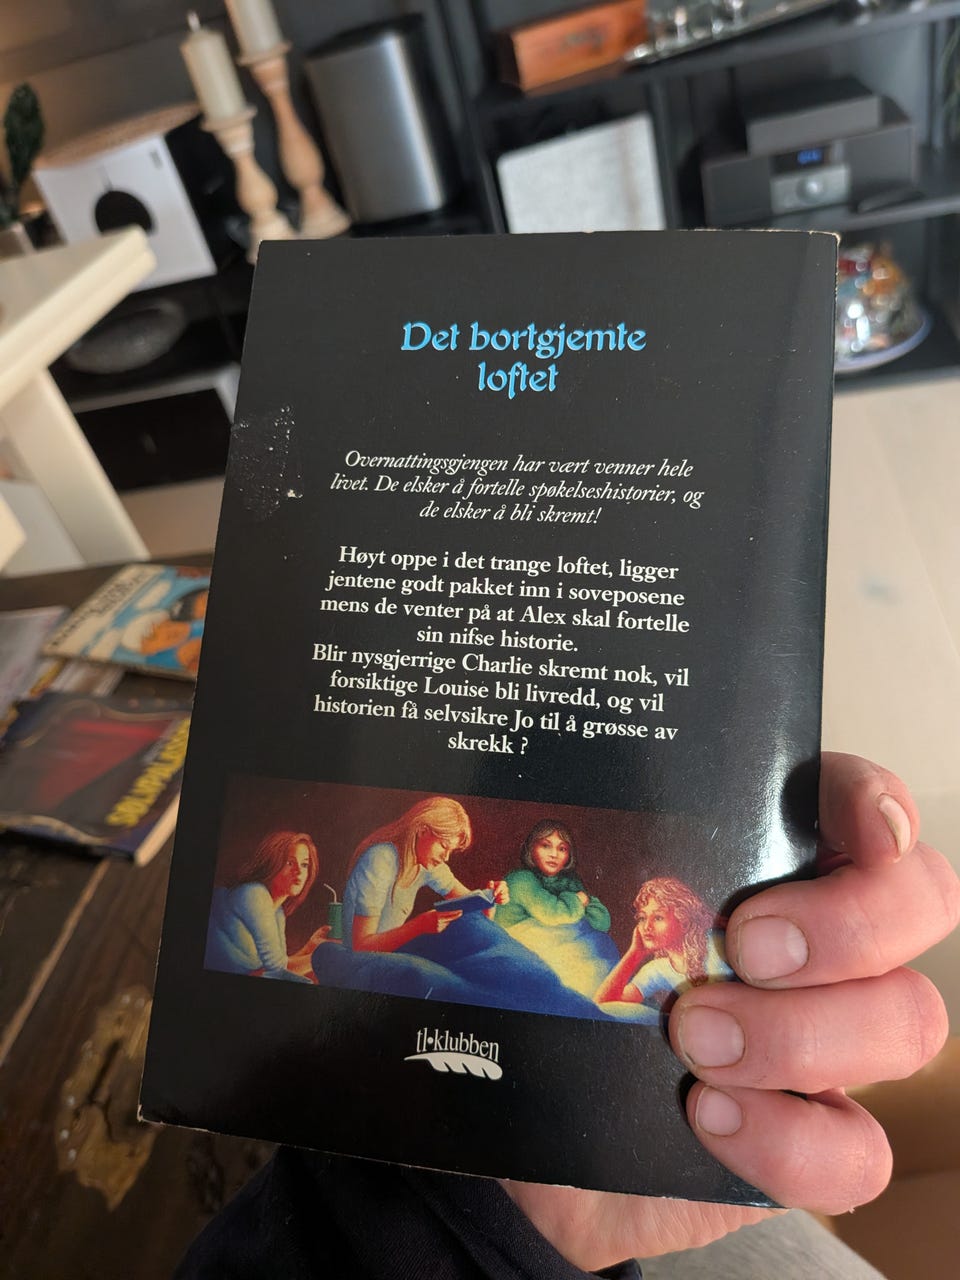 Det bortgjemte
loftet
Overnattingsgjengen har vært venner hele
livet. De elsker å fortelle spøkelseshistorier, og
de elsker å bli skremt!
Høyt oppe i det trange loftet, ligger
jentene godt pakket inn i soveposene
mens de venter på at Alex skal fortelle
sin nifse historie.
Blir nysgjerrige Charlie skremt nok, vil
forsiktige Louise bli livredd, og vil
historien få selvsikre Jo til å grøsse av
skrekk ?
tl•klubben